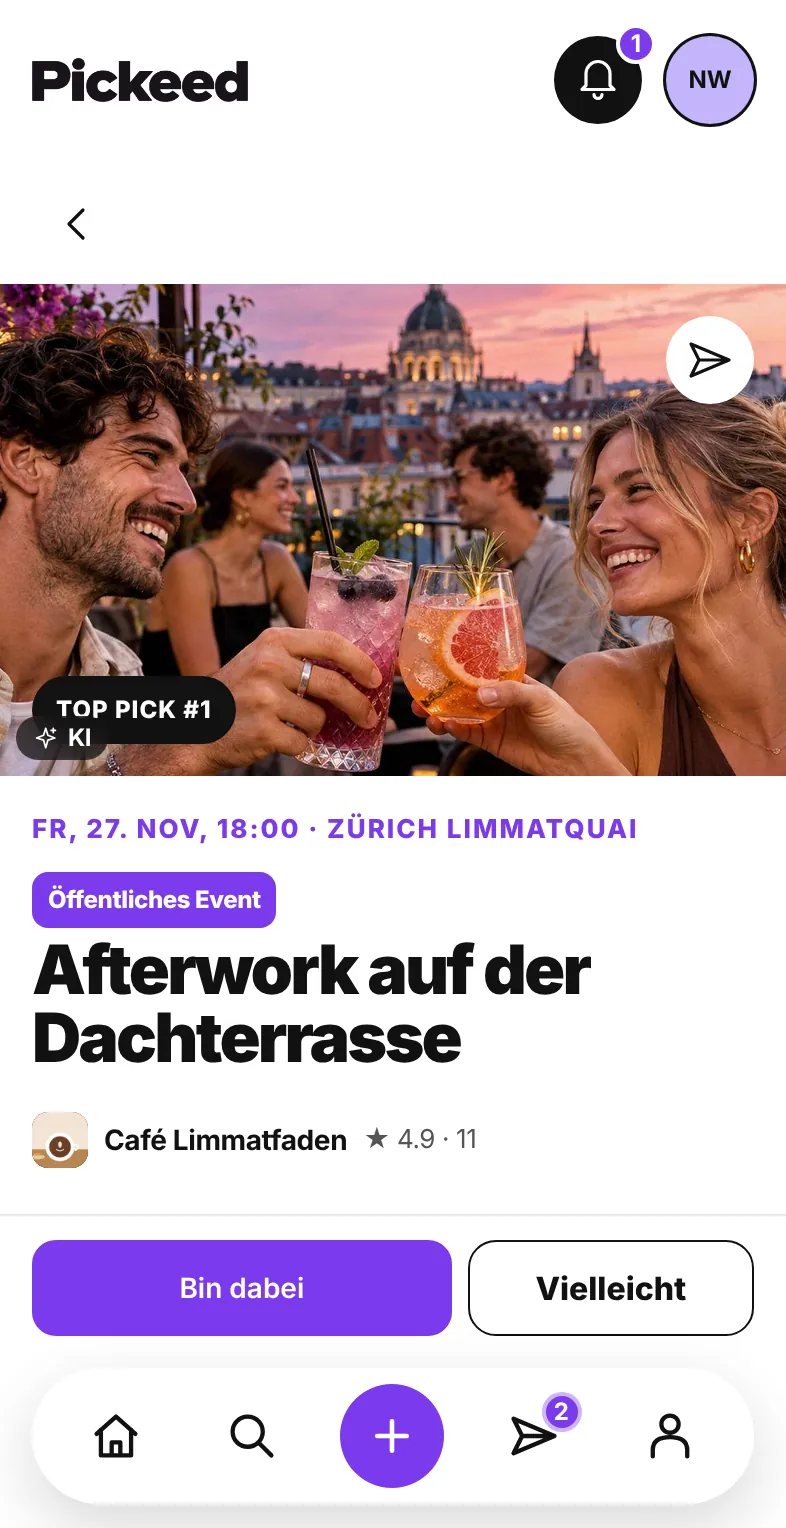 Pickeed
1
NW
TOP PICK #1
KI
FR, 27. NOV, 18:00 · ZÜRICH LIMMATQUAI
Öffentliches Event
Afterwork auf der
Dachterrasse
Café Limmatfaden ★ 4.9 · 11
Bin dabei
Vielleicht
2